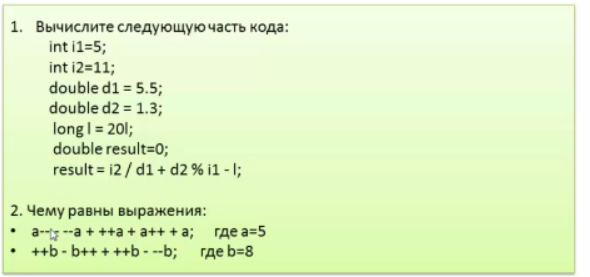 1. Вычислите следующую часть кода:
int i1=5;
int i2=11;
double d1 = 5.5;
double d2 = 1.3;
long l = 20l;
double result=0;
result = i2 / d1 + d2 % i1 - l;
2. Чему равны выражения:
• a-- - --a + ++a + a++ + a; где a=5
• ++b - b++ + ++b - --b; где b=8